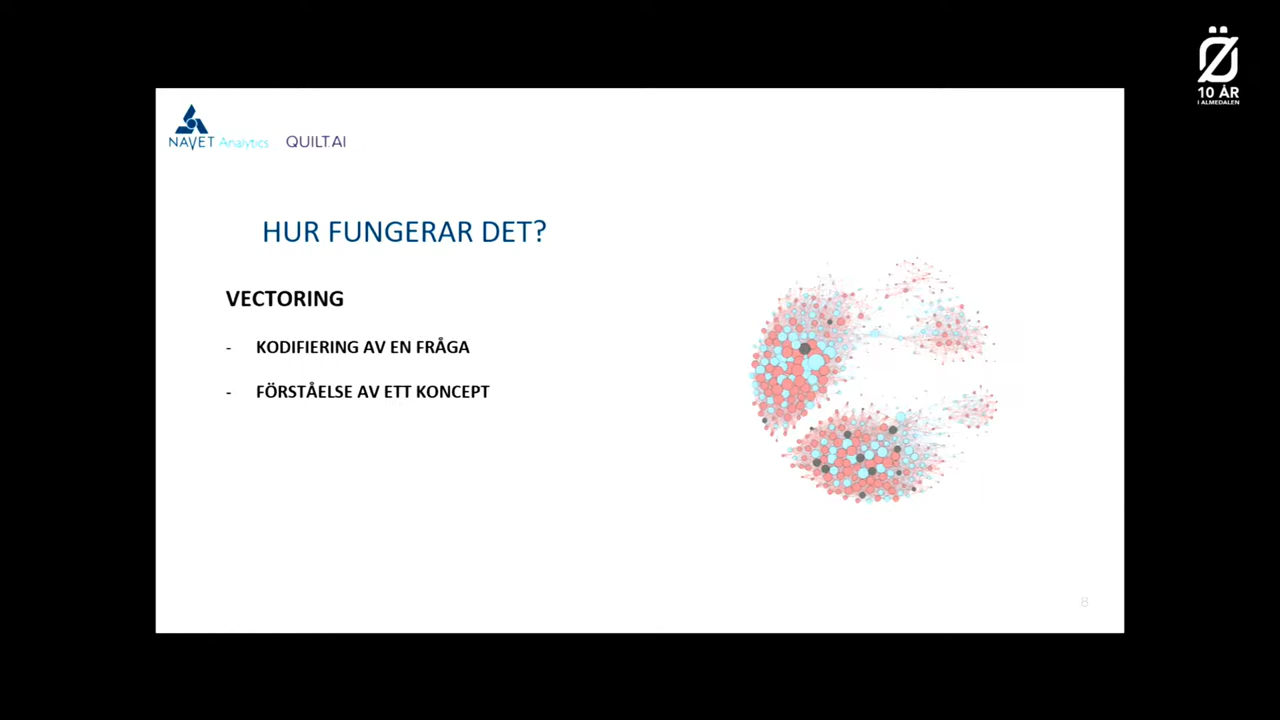 NAVET Analytics QUILT.AI
10 ÅR
I ALMEDALEN
HUR FUNGERAR DET?
VECTORING
- KODIFIERING AV EN FRÅGA
- FÖRSTÅELSE AV ETT KONCEPT
8